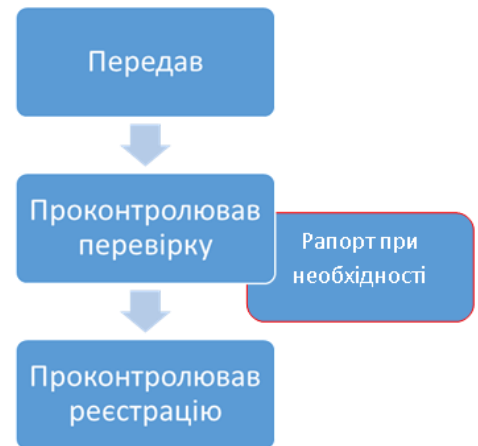 Передав
Проконтролював
перевірку
Рапорт при
необхідності
Проконтролював
реєстрацію